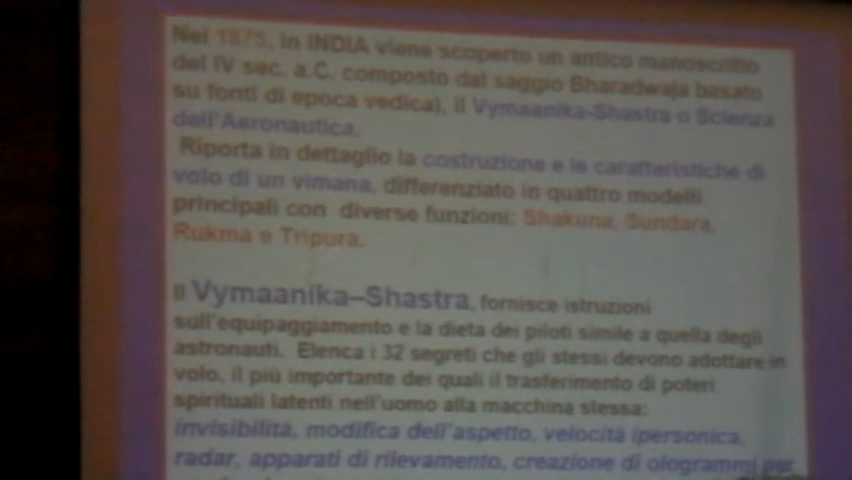 Nel 1875, in INDIA viene scoperto un antico manoscritto
del IV sec. a.C. composto dal saggio Bharadwaja basato
su fonti di epoca vedica), il Vymaanika-Shastra o Scienza
dell'Aeronautica.
Riporta in dettaglio la costruzione e le caratteristiche di
volo di un vimana, differenziato in quattro modelli
principali con diverse funzioni: Shakuna, Sundara,
Rukma e Tripura.
Il Vymaanika–Shastra, fornisce istruzioni
sull'equipaggiamento e la dieta dei piloti simile a quella degli
astronauti. Elenca i 32 segreti che gli stessi devono adottare in
volo, il più importante dei quali il trasferimento di poteri
spirituali latenti nell'uomo alla macchina stessa:
invisibilità, modifica dell'aspetto, velocità ipersonica,
radar, apparati di rilevamento, creazione di ologrammi per